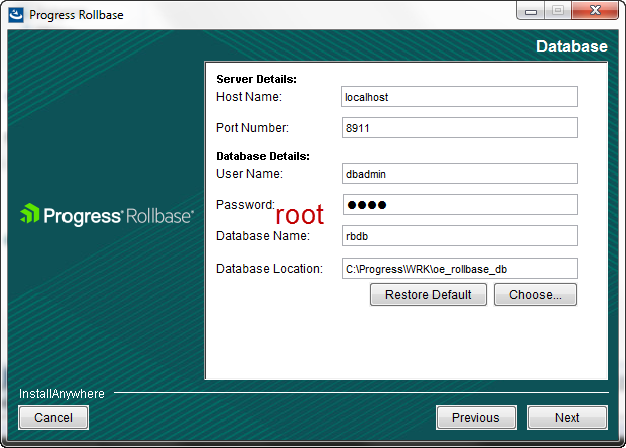 Progress Rollbase
Database
Server Details:
Host Name: localhost
Port Number: 8911
Database Details:
User Name: dbadmin
Password: ●●●●
root
Database Name: rbdb
Database Location: C:\Progress\WRK\oe_rollbase_db
Restore Default Choose...
Progress® Rollbase®
InstallAnywhere
Cancel Previous Next